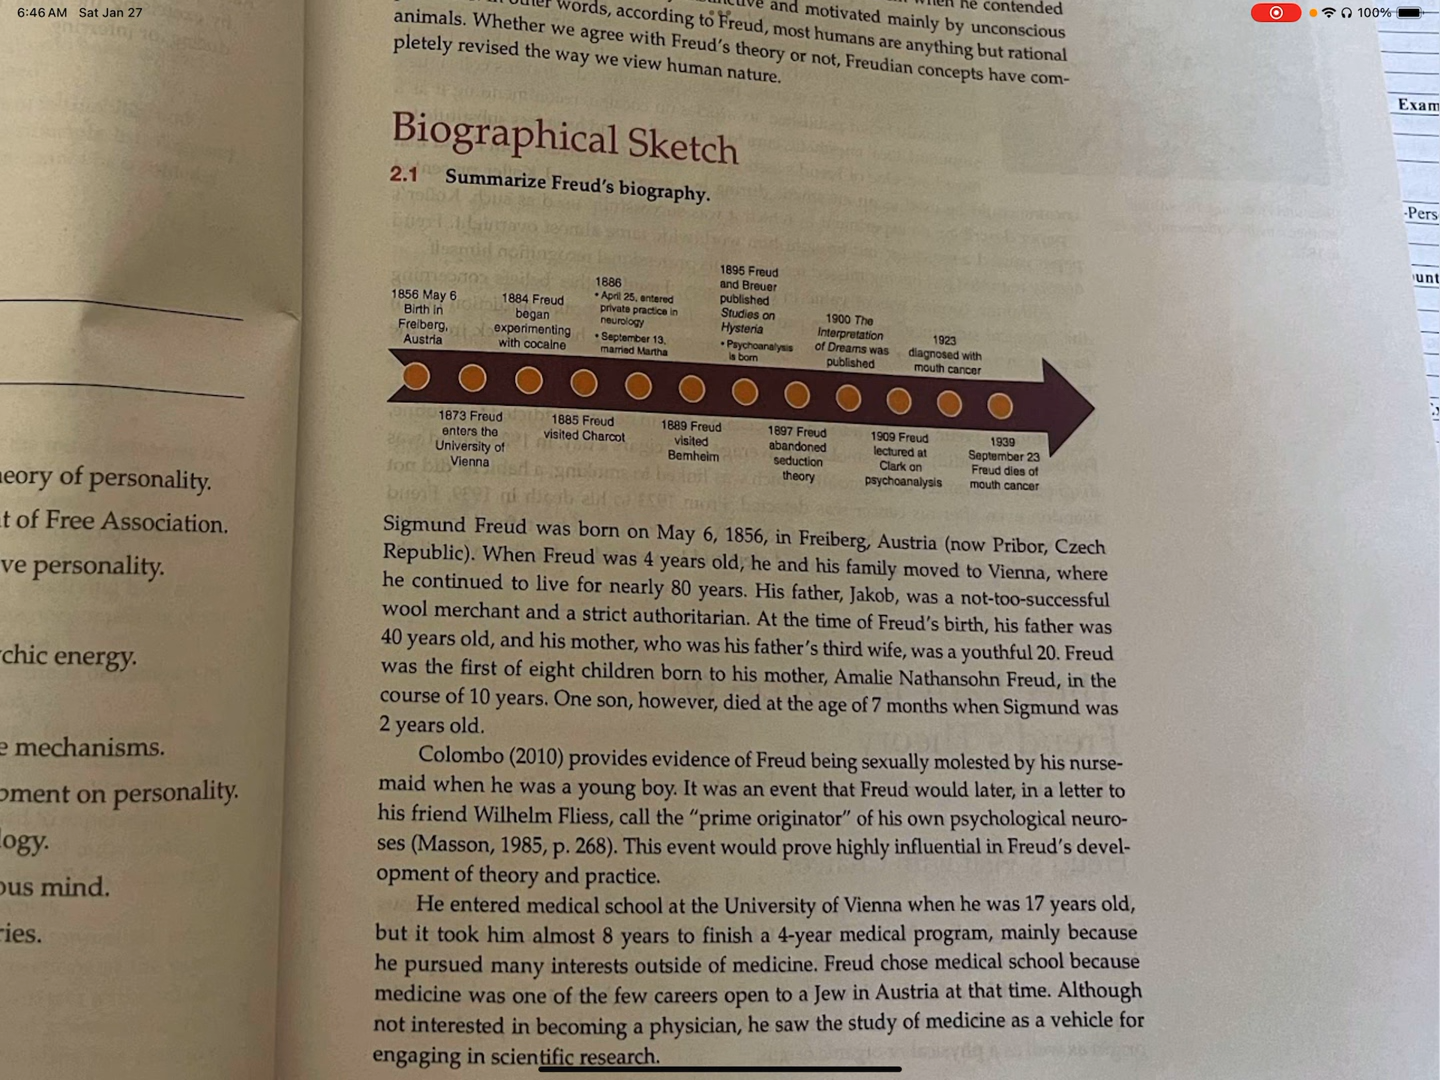 6:46 AM Sat Jan 27
100%
words, according to Freud, most humans are anything but rational
and motivated mainly by unconscious
he contended
animals. Whether we agree with Freud's theory or not, Freudian concepts have com-
pletely revised the way we view human nature.
Biographical Sketch
2.1 Summarize Freud's biography.
1856 May 6
Birth in
Freiberg,
Austria
1884 Freud
began
experimenting
with cocaine
1886
• April 25, entered
private practice in
neurology
• September 13,
married Martha
1895 Freud
and Breuer
published
Studies on
Hysteria
• Psychoanalysis
is born
1900 The
Interpretation
of Dreams was
published
1923
diagnosed with
mouth cancer
1873 Freud
enters the
University of
Vienna
1885 Freud
visited Charcot
1889 Freud
visited
Bernheim
1897 Freud
abandoned
seduction
theory
1909 Freud
lectured at
Clark on
psychoanalysis
1939
September 23
Freud dies of
mouth cancer
Sigmund Freud was born on May 6, 1856, in Freiberg, Austria (now Pribor, Czech
Republic). When Freud was 4 years old, he and his family moved to Vienna, where
he continued to live for nearly 80 years. His father, Jakob, was a not-too-successful
wool merchant and a strict authoritarian. At the time of Freud's birth, his father was
40 years old, and his mother, who was his father's third wife, was a youthful 20. Freud
was the first of eight children born to his mother, Amalie Nathansohn Freud, in the
course of 10 years. One son, however, died at the age of 7 months when Sigmund was
2 years old.
Colombo (2010) provides evidence of Freud being sexually molested by his nurse-
maid when he was a young boy. It was an event that Freud would later, in a letter to
his friend Wilhelm Fliess, call the "prime originator" of his own psychological neuro-
ses (Masson, 1985, p. 268). This event would prove highly influential in Freud's devel-
opment of theory and practice.
He entered medical school at the University of Vienna when he was 17 years old,
but it took him almost 8 years to finish a 4-year medical program, mainly because
he pursued many interests outside of medicine. Freud chose medical school because
medicine was one of the few careers open to a Jew in Austria at that time. Although
not interested in becoming a physician, he saw the study of medicine as a vehicle for
engaging in scientific research.
eory of personality.
t of Free Association.
ve personality.
chic energy.
e mechanisms.
oment on personality.
ogy.
ous mind.
ries.
Exam
-Pers
unt